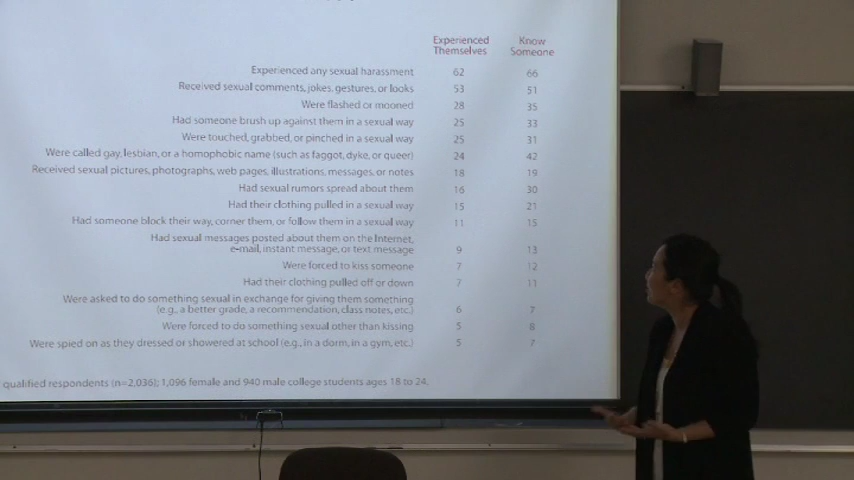 Experienced Know
Themselves Someone
Experienced any sexual harassment 62 66
Received sexual comments, jokes, gestures, or looks 53 51
Were flashed or mooned 28 35
Had someone brush up against them in a sexual way 25 33
Were touched, grabbed, or pinched in a sexual way 25 31
Were called gay, lesbian, or a homophobic name (such as faggot, dyke, or queer) 24 42
Received sexual pictures, photographs, web pages, illustrations, messages, or notes 18 19
Had sexual rumors spread about them 16 30
Had their clothing pulled in a sexual way 15 21
Had someone block their way, corner them, or follow them in a sexual way 11 15
Had sexual messages posted about them on the Internet,
e-mail, instant message, or text message 9 13
Were forced to kiss someone 7 12
Had their clothing pulled off or down 7 11
Were asked to do something sexual in exchange for giving them something
(e.g., a better grade, a recommendation, class notes, etc.) 6 7
Were forced to do something sexual other than kissing 5 8
Were spied on as they dressed or showered at school (e.g., in a dorm, in a gym, etc.) 5 7
qualified respondents (n=2,036); 1,096 female and 940 male college students ages 18 to 24.